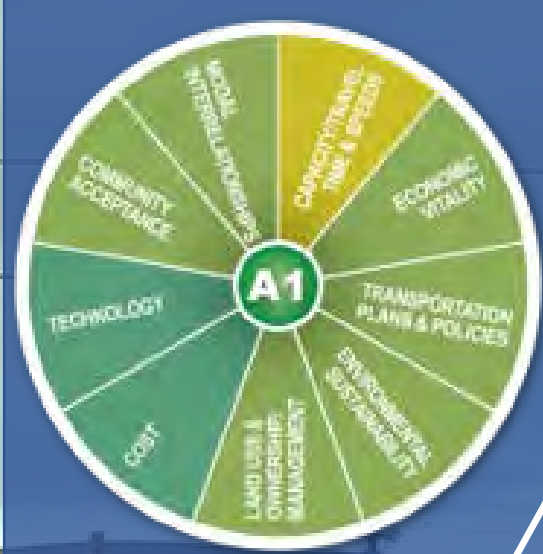 MODAL
INTERRELATIONSHIPS
CAPACITY/TRAVEL
TIME & SPEEDS
ECONOMIC
VITALITY
TRANSPORTATION
PLANS & POLICIES
ENVIRONMENTAL
SUSTAINABILITY
LAND USE &
OWNERSHIP/
MANAGEMENT
COST
TECHNOLOGY
COMMUNITY
ACCEPTANCE
A1